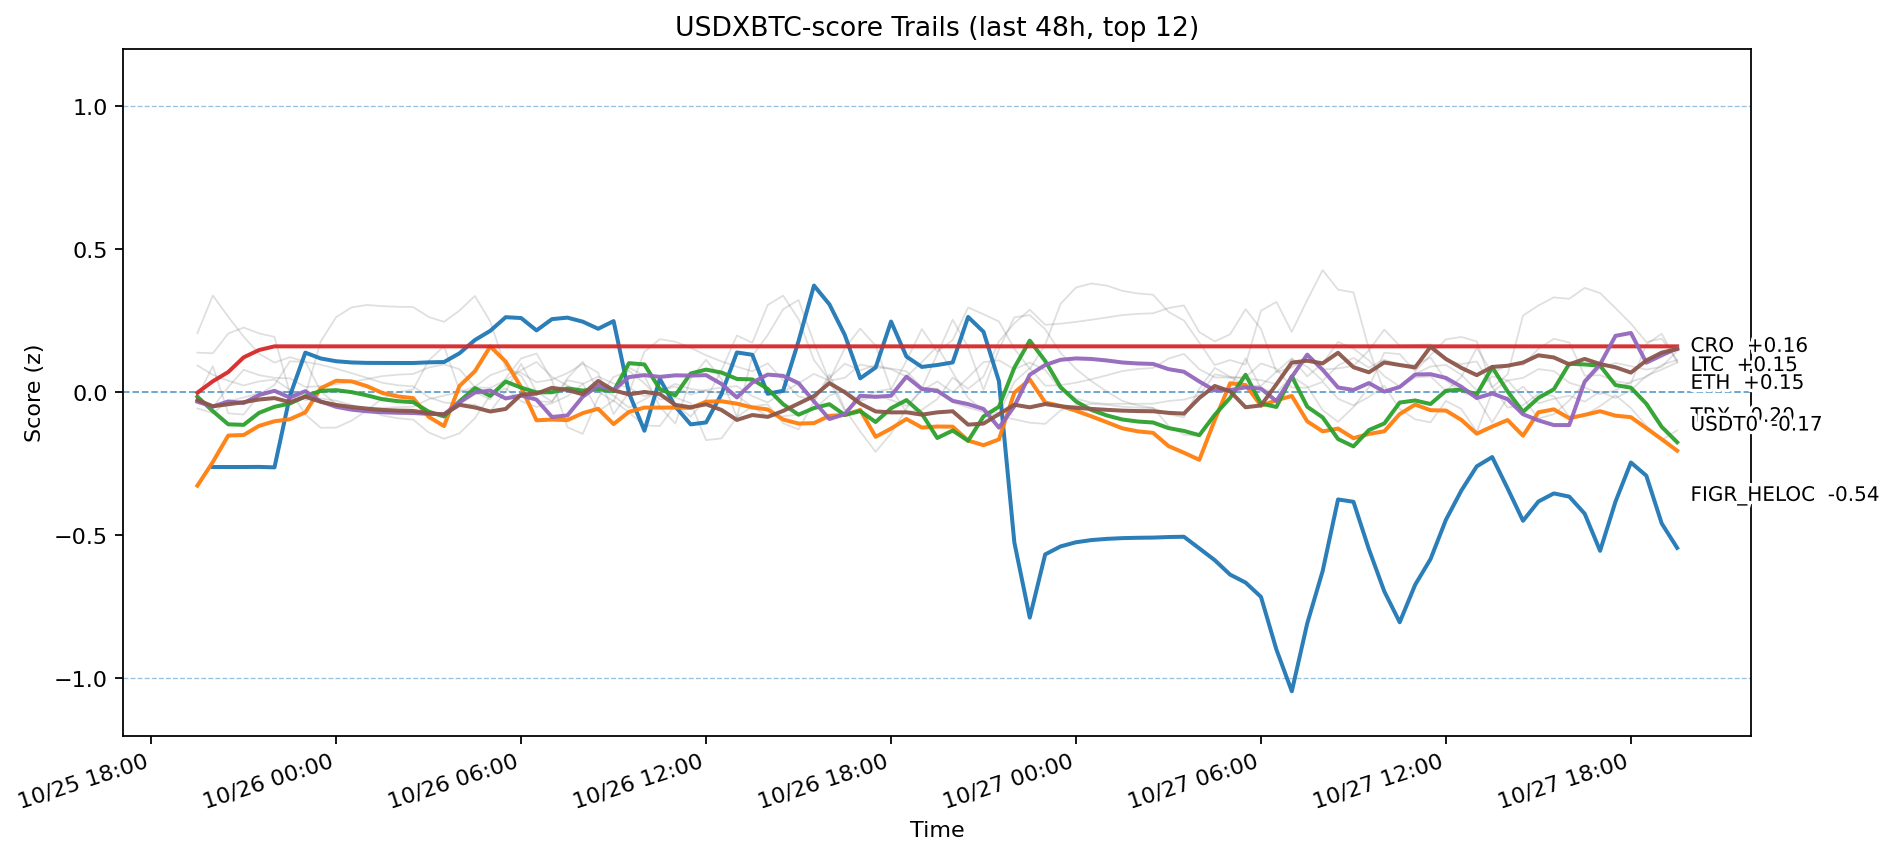 USDXBTC-score Trails (last 48h, top 12)
Score (z)
1.0
0.5
0.0
−0.5
−1.0
CRO +0.16
LTC +0.15
ETH +0.15
USDT0 -0.17
FIGR_HELOC -0.54
10/25 18:00
10/26 00:00
10/26 06:00
10/26 12:00
10/26 18:00
10/27 00:00
10/27 06:00
10/27 12:00
10/27 18:00
Time